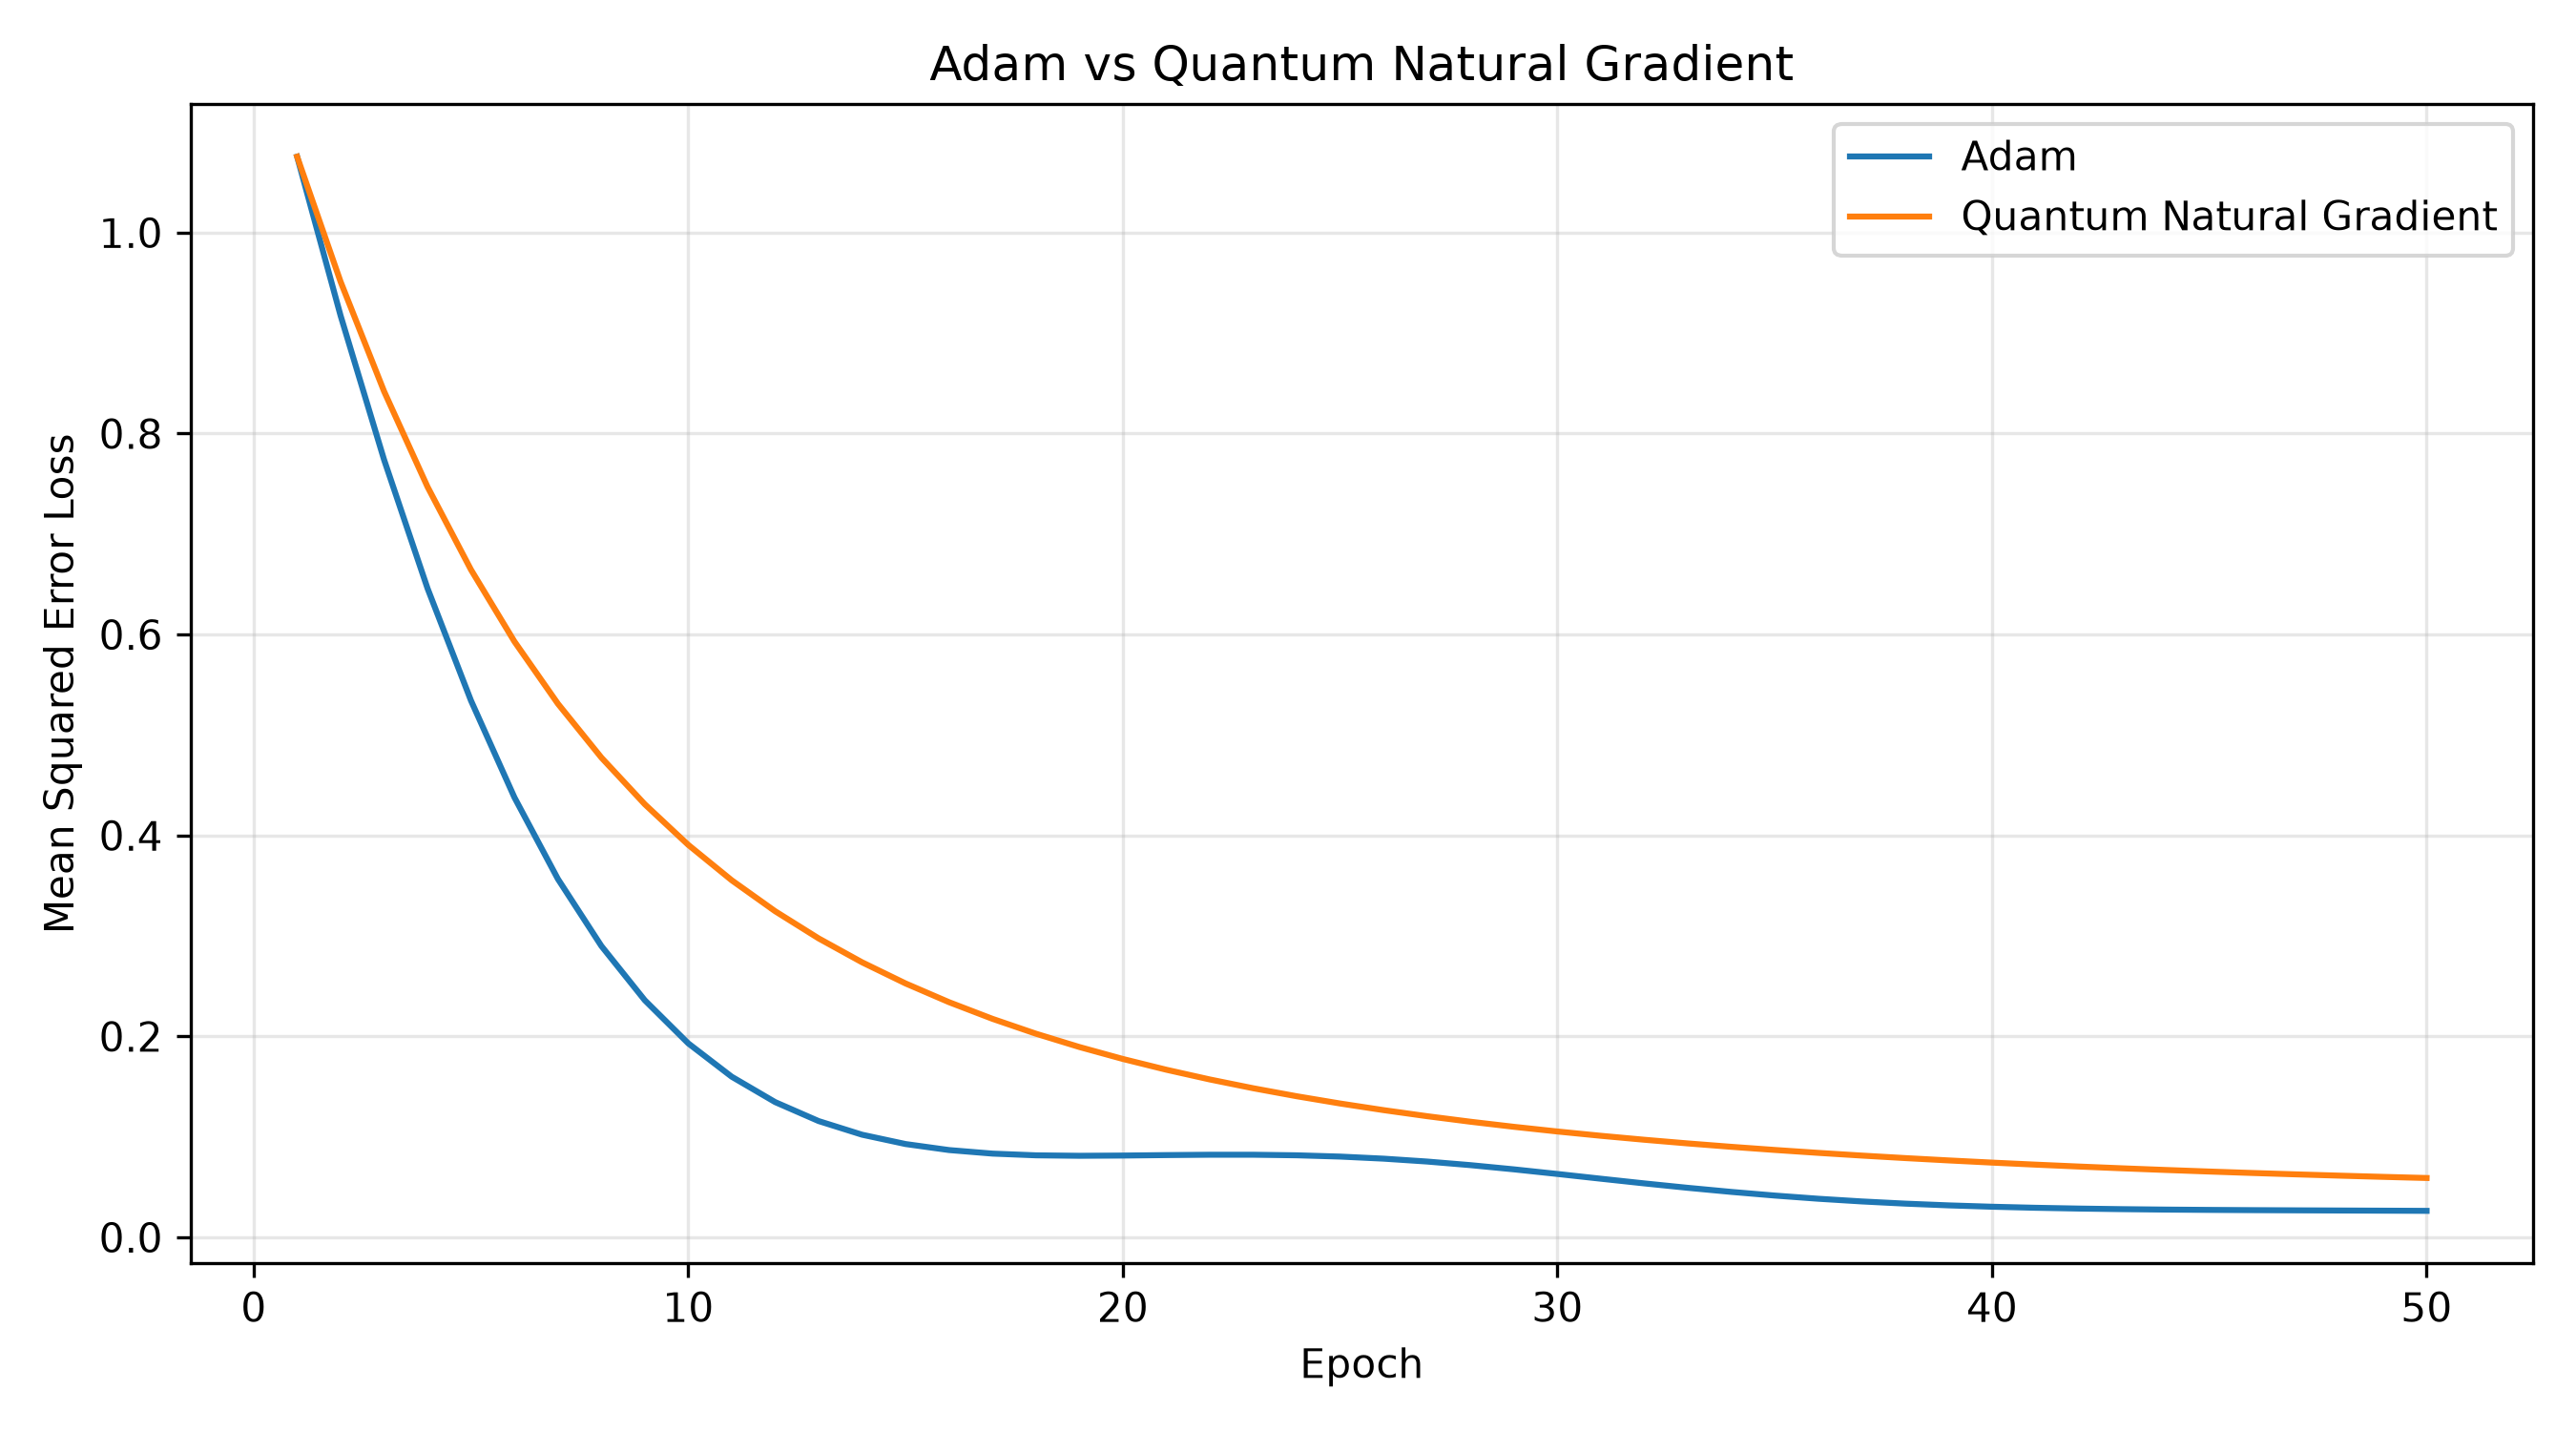 Adam vs Quantum Natural Gradient
Adam
Quantum Natural Gradient
Mean Squared Error Loss
1.0
0.8
0.6
0.4
0.2
0.0
0 10 20 30 40 50
Epoch